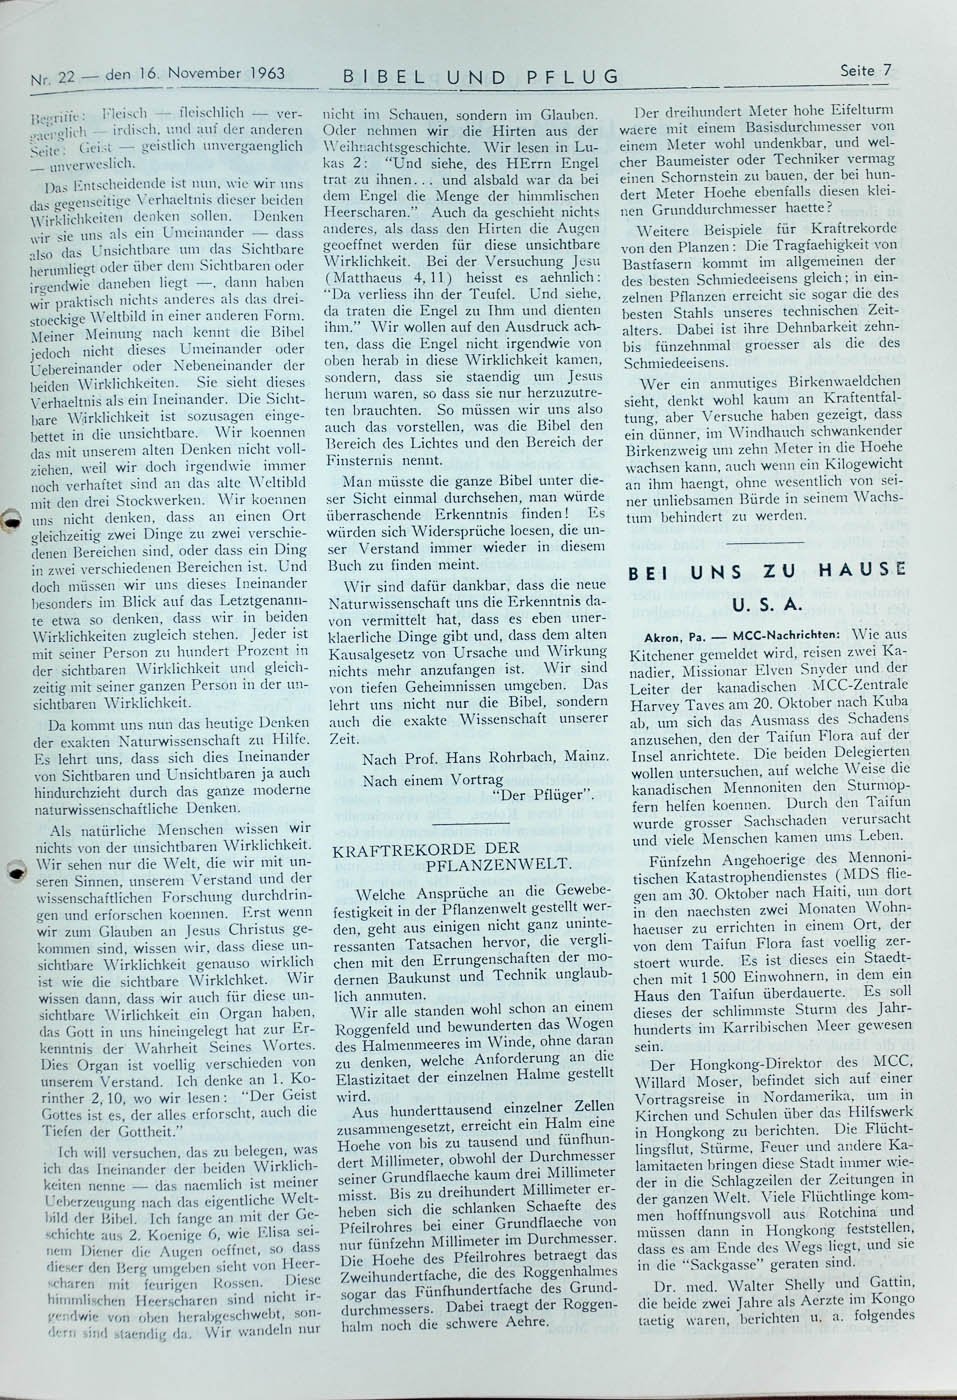 Nr. 22 — den 16. November 1963
BIBEL UND PFLUG
Seite 7
Begriffe: Fleisch — fleischlich — ver-
gaenglich — irdisch, und auf der anderen
Seite: Geist — geistlich unvergaenglich
— unverweslich.
Das Entscheidende ist nun, wie wir uns
das gegenseitige Verhaeltnis dieser beiden
Wirklichkeiten denken sollen. Denken
wir sie uns als ein Umeinander — dass
also das Unsichtbare um das Sichtbare
herumliegt oder über dem Sichtbaren oder
irgendwie daneben liegt —, dann haben
wir praktisch nichts anderes als das drei-
stoeckige Weltbild in einer anderen Form.
Meiner Meinung nach kennt die Bibel
jedoch nicht dieses Umeinander oder
Uebereinander oder Nebeneinander der
beiden Wirklichkeiten. Sie sieht dieses
Verhaeltnis als ein Ineinander. Die Sicht-
bare Wirklichkeit ist sozusagen einge-
bettet in die unsichtbare. Wir koennen
das mit unserem alten Denken nicht voll-
ziehen, weil wir doch irgendwie immer
noch verhaftet sind an das alte Weltbild
mit den drei Stockwerken. Wir koennen
uns nicht denken, dass an einen Ort
gleichzeitig zwei Dinge zu zwei verschie-
denen Bereichen sind, oder dass ein Ding
in zwei verschiedenen Bereichen ist. Und
doch müssen wir uns dieses Ineinander
besonders im Blick auf das Letztgenann-
te etwa so denken, dass wir in beiden
Wirklichkeiten zugleich stehen. Jeder ist
mit seiner Person zu hundert Prozent in
der sichtbaren Wirklichkeit und gleich-
zeitig mit seiner ganzen Person in der un-
sichtbaren Wirklichkeit.
Da kommt uns nun das heutige Denken
der exakten Naturwissenschaft zu Hilfe.
Es lehrt uns, dass sich dies Ineinander
von Sichtbaren und Unsichtbaren ja auch
hindurchzieht durch das ganze moderne
naturwissenschaftliche Denken.
Als natürliche Menschen wissen wir
nichts von der unsichtbaren Wirklichkeit.
Wir sehen nur die Welt, die wir mit un-
seren Sinnen, unserem Verstand und der
wissenschaftlichen Forschung durchdrin-
gen und erforschen koennen. Erst wenn
wir zum Glauben an Jesus Christus ge-
kommen sind, wissen wir, dass diese un-
sichtbare Wirklichkeit genauso wirklich
ist wie die sichtbare Wirklchket. Wir
wissen dann, dass wir auch für diese un-
sichtbare Wirlichkeit ein Organ haben,
das Gott in uns hineingelegt hat zur Er-
kenntnis der Wahrheit Seines Wortes.
Dies Organ ist voellig verschieden von
unserem Verstand. Ich denke an 1. Ko-
rinther 2, 10, wo wir lesen: "Der Geist
Gottes ist es, der alles erforscht, auch die
Tiefen der Gottheit."
Ich will versuchen, das zu belegen, was
ich das Ineinander der beiden Wirklich-
keiten nenne — das naemlich ist meiner
Ueberzeugung nach das eigentliche Welt-
bild der Bibel. Ich fange an mit der Ge-
schichte aus 2. Koenige 6, wie Elisa sei-
nem Diener die Augen oeffnet, so dass
dieser den Berg umgeben sieht von Heer-
scharen mit feurigen Rossen. Diese
himmlischen Heerscharen sind nicht ir-
gendwie von oben herabgeschwebt, son-
dern sind staendig da. Wir wandeln nur
nicht im Schauen, sondern im Glauben.
Oder nehmen wir die Hirten aus der
Weihnachtsgeschichte. Wir lesen in Lu-
kas 2: "Und siehe, des HErrn Engel
trat zu ihnen... und alsbald war da bei
dem Engel die Menge der himmlischen
Heerscharen." Auch da geschieht nichts
anderes, als dass den Hirten die Augen
geoeffnet werden für diese unsichtbare
Wirklichkeit. Bei der Versuchung Jesu
(Matthaeus 4, 11) heisst es aehnlich:
"Da verliess ihn der Teufel. Und siehe,
da traten die Engel zu Ihm und dienten
ihm." Wir wollen auf den Ausdruck ach-
ten, dass die Engel nicht irgendwie von
oben herab in diese Wirklichkeit kamen,
sondern, dass sie staendig um Jesus
herum waren, so dass sie nur herzuzutre-
ten brauchten. So müssen wir uns also
auch das vorstellen, was die Bibel den
Bereich des Lichtes und den Bereich der
Finsternis nennt.
Man müsste die ganze Bibel unter die-
ser Sicht einmal durchsehen, man würde
überraschende Erkenntnis finden! Es
würden sich Widersprüche loesen, die un-
ser Verstand immer wieder in diesem
Buch zu finden meint.
Wir sind dafür dankbar, dass die neue
Naturwissenschaft uns die Erkenntnis da-
von vermittelt hat, dass es eben uner-
klaerliche Dinge gibt und, dass dem alten
Kausalgesetz von Ursache und Wirkung
nichts mehr anzufangen ist. Wir sind
von tiefen Geheimnissen umgeben. Das
lehrt uns nicht nur die Bibel, sondern
auch die exakte Wissenschaft unserer
Zeit.
Nach Prof. Hans Rohrbach, Mainz.
Nach einem Vortrag
"Der Pflüger".
KRAFTREKORDE DER
PFLANZENWELT.
Welche Ansprüche an die Gewebe-
festigkeit in der Pflanzenwelt gestellt wer-
den, geht aus einigen nicht ganz uninte-
ressanten Tatsachen hervor, die vergli-
chen mit den Errungenschaften der mo-
dernen Baukunst und Technik unglaub-
lich anmuten.
Wir alle standen wohl schon an einem
Roggenfeld und bewunderten das Wogen
des Halmenmeeres im Winde, ohne daran
zu denken, welche Anforderung an die
Elastizitaet der einzelnen Halme gestellt
wird.
Aus hunderttausend einzelner Zellen
zusammengesetzt, erreicht ein Halm eine
Hoehe von bis zu tausend und fünfhun-
dert Millimeter, obwohl der Durchmesser
seiner Grundflaeche kaum drei Millimeter
misst. Bis zu dreihundert Millimeter er-
heben sich die schlanken Schaefte des
Pfeilrohres bei einer Grundflaeche von
nur fünfzehn Millimeter im Durchmesser.
Die Hoehe des Pfeilrohres betraegt das
Zweihundertfache, die des Roggenhalmes
sogar das Fünfhundertfache des Grund-
durchmessers. Dabei traegt der Roggen-
halm noch die schwere Aehre.
Der dreihundert Meter hohe Eifelturm
waere mit einem Basisdurchmesser von
einem Meter wohl undenkbar, und wel-
cher Baumeister oder Techniker vermag
einen Schornstein zu bauen, der bei hun-
dert Meter Hoehe ebenfalls diesen klei-
nen Grunddurchmesser haette?
Weitere Beispiele für Kraftrekorde
von den Planzen: Die Tragfaehigkeit von
Bastfasern kommt im allgemeinen der
des besten Schmiedeeisens gleich; in ein-
zelnen Pflanzen erreicht sie sogar die des
besten Stahls unseres technischen Zeit-
alters. Dabei ist ihre Dehnbarkeit zehn-
bis fünzehnmal groesser als die des
Schmiedeeisens.
Wer ein anmutiges Birkenwaeldchen
sieht, denkt wohl kaum an Kraftentfal-
tung, aber Versuche haben gezeigt, dass
ein dünner, im Windhauch schwankender
Birkenzweig um zehn Meter in die Hoehe
wachsen kann, auch wenn ein Kilogewicht
an ihm haengt, ohne wesentlich von sei-
ner unliebsamen Bürde in seinem Wachs-
tum behindert zu werden.
BEI UNS ZU HAUSE
U. S. A.
Akron, Pa. — MCC-Nachrichten: Wie aus
Kitchener gemeldet wird, reisen zwei Ka-
nadier, Missionar Elven Snyder und der
Leiter der kanadischen MCC-Zentrale
Harvey Taves am 20. Oktober nach Kuba
ab, um sich das Ausmass des Schadens
anzusehen, den der Taifun Flora auf der
Insel anrichtete. Die beiden Delegierten
wollen untersuchen, auf welche Weise die
kanadischen Mennoniten den Sturmop-
fern helfen koennen. Durch den Taifun
wurde grosser Sachschaden verursacht
und viele Menschen kamen ums Leben.
Fünfzehn Angehoerige des Mennoni-
tischen Katastrophendienstes (MDS flie-
gen am 30. Oktober nach Haiti, um dort
in den naechsten zwei Monaten Wohn-
haeuser zu errichten in einem Ort, der
von dem Taifun Flora fast voellig zer-
stoert wurde. Es ist dieses ein Staedt-
chen mit 1 500 Einwohnern, in dem ein
Haus den Taifun überdauerte. Es soll
dieses der schlimmste Sturm des Jahr-
hunderts im Karribischen Meer gewesen
sein.
Der Hongkong-Direktor des MCC,
Willard Moser, befindet sich auf einer
Vortragsreise in Nordamerika, um in
Kirchen und Schulen über das Hilfswerk
in Hongkong zu berichten. Die Flücht-
lingsflut, Stürme, Feuer und andere Ka-
lamitaeten bringen diese Stadt immer wie-
der in die Schlagzeilen der Zeitungen in
der ganzen Welt. Viele Flüchtlinge kom-
men hofffnungsvoll aus Rotchina und
müssen dann in Hongkong feststellen,
dass es am Ende des Wegs liegt, und sie
in die "Sackgasse" geraten sind.
Dr. med. Walter Shelly und Gattin,
die beide zwei Jahre als Aerzte im Kongo
taetig waren, berichten u. a. folgendes